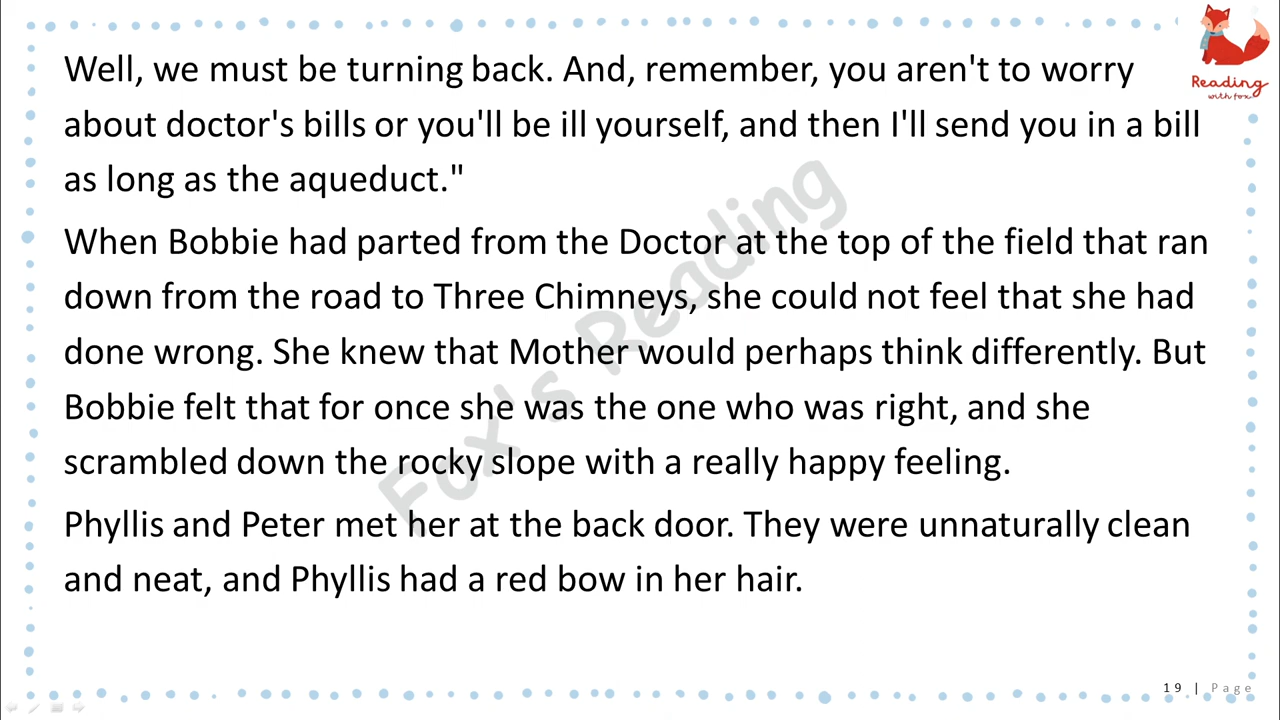 Reading
with fox
Well, we must be turning back. And, remember, you aren't to worry
about doctor's bills or you'll be ill yourself, and then I'll send you in a bill
as long as the aqueduct."
When Bobbie had parted from the Doctor at the top of the field that ran
down from the road to Three Chimneys, she could not feel that she had
done wrong. She knew that Mother would perhaps think differently. But
Bobbie felt that for once she was the one who was right, and she
scrambled down the rocky slope with a really happy feeling.
Phyllis and Peter met her at the back door. They were unnaturally clean
and neat, and Phyllis had a red bow in her hair.
Fox's Reading
19 | Page